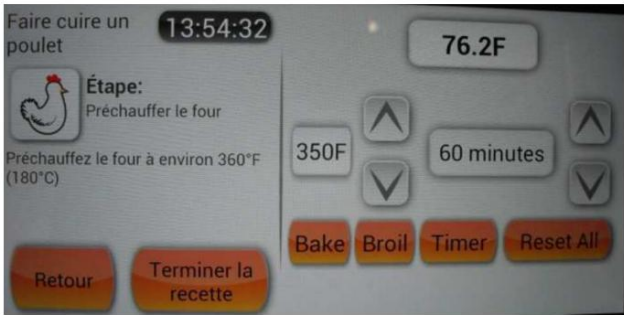 Faire cuire un
poulet
13:54:32
Étape:
Préchauffer le four
Préchauffez le four à environ 360°F
(180°C)
Retour
Terminer la
recette
76.2F
350F
60 minutes
Bake
Broil
Timer
Reset All